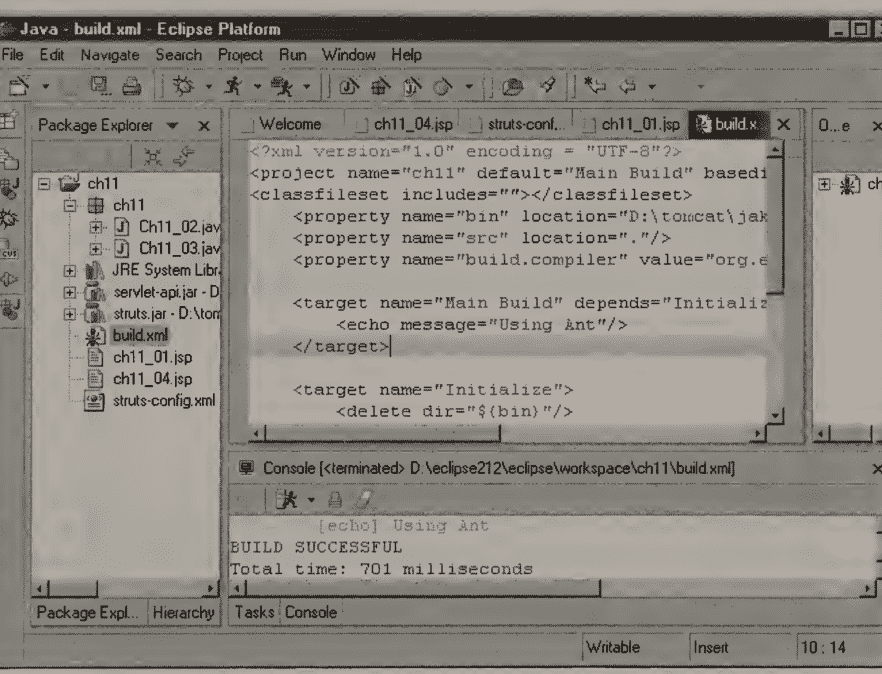 Java - build.xml - Eclipse Platform
File Edit Navigate Search Project Run Window Help
Package Explorer
Welcome ch11_04.jsp struts-conf... ch11_01.jsp build.x
O...e
ch11
ch11
Ch11_02.jav
Ch11_03.jav
JRE System Libr
servlet-api.jar - D
struts.jar - D:\tom
build.xml
ch11_01.jsp
ch11_04.jsp
struts-config.xml
<?xml version="1.0" encoding = "UTF-8"?>
<project name="ch11" default="Main Build" basedi
<classfileset includes=""></classfileset>
<property name="bin" location="D:\tomcat\jak
<property name="src" location="."/>
<property name="build.compiler" value="org.e
<target name="Main Build" depends="Initializ
<echo message="Using Ant"/>
</target>
<target name="Initialize">
<delete dir="${bin}"/>
ch
Console [<terminated> D:\eclipse212\eclipse\workspace\ch11\build.xml]
[echo] Using Ant
BUILD SUCCESSFUL
Total time: 701 milliseconds
Package Expl... Hierarchy
Tasks Console
Writable Insert 10 : 14